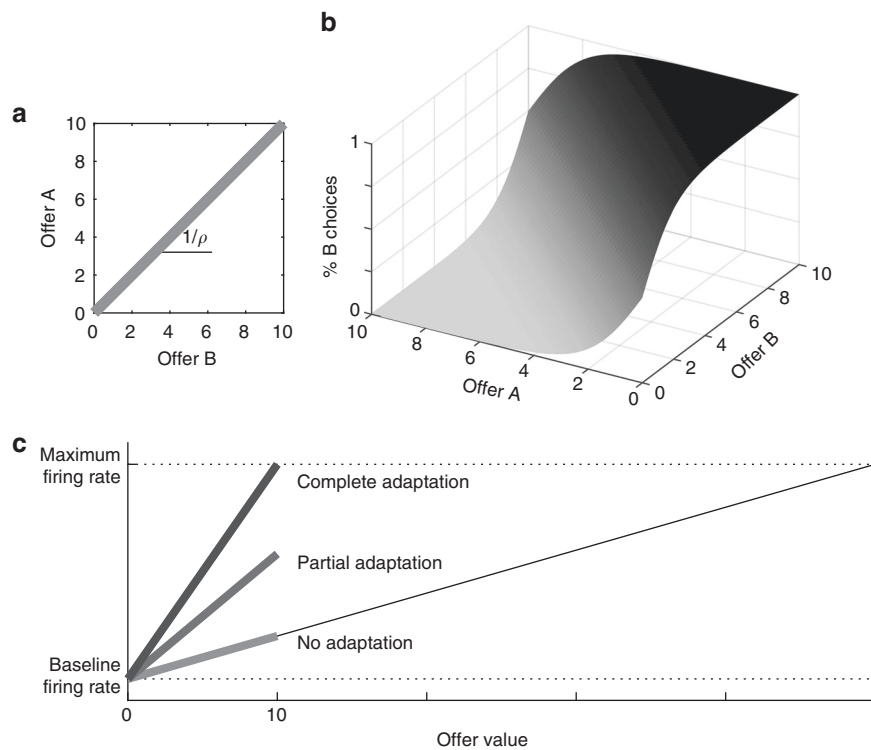 a
10
8
6
4
2
0
Offer A
1/ρ
0 2 4 6 8 10
Offer B
b
1
0
% B choices
10
8
6
4
2
0
Offer A
0
2
4
6
8
10
Offer B
c
Maximum
firing rate
Complete adaptation
Partial adaptation
No adaptation
Baseline
firing rate
0 10
Offer value